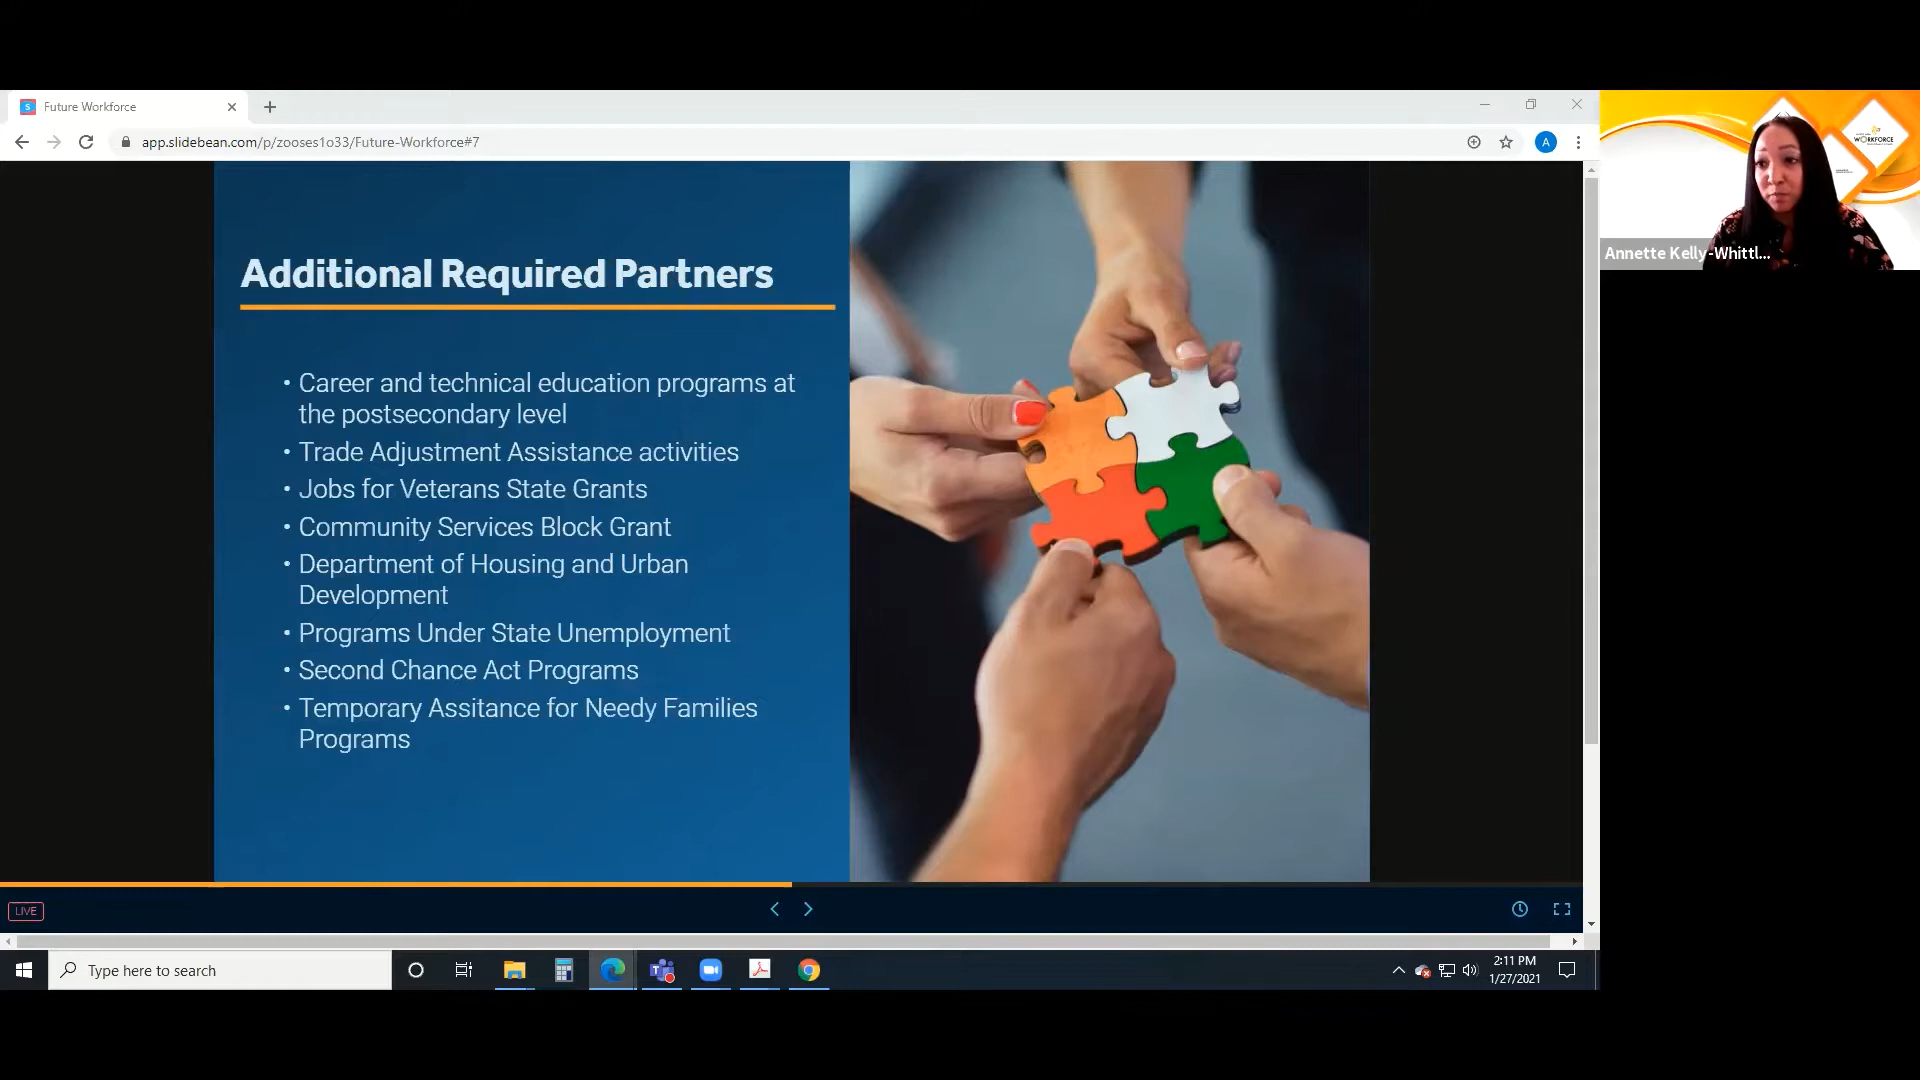 Future Workforce
app.slidebean.com/p/zooses1o33/Future-Workforce#7
A
WORKFORCE
Annette Kelly-Whittl...
Additional Required Partners
• Career and technical education programs at
the postsecondary level
• Trade Adjustment Assistance activities
• Jobs for Veterans State Grants
• Community Services Block Grant
• Department of Housing and Urban
Development
• Programs Under State Unemployment
• Second Chance Act Programs
• Temporary Assitance for Needy Families
Programs
LIVE
Type here to search
2:11 PM
1/27/2021